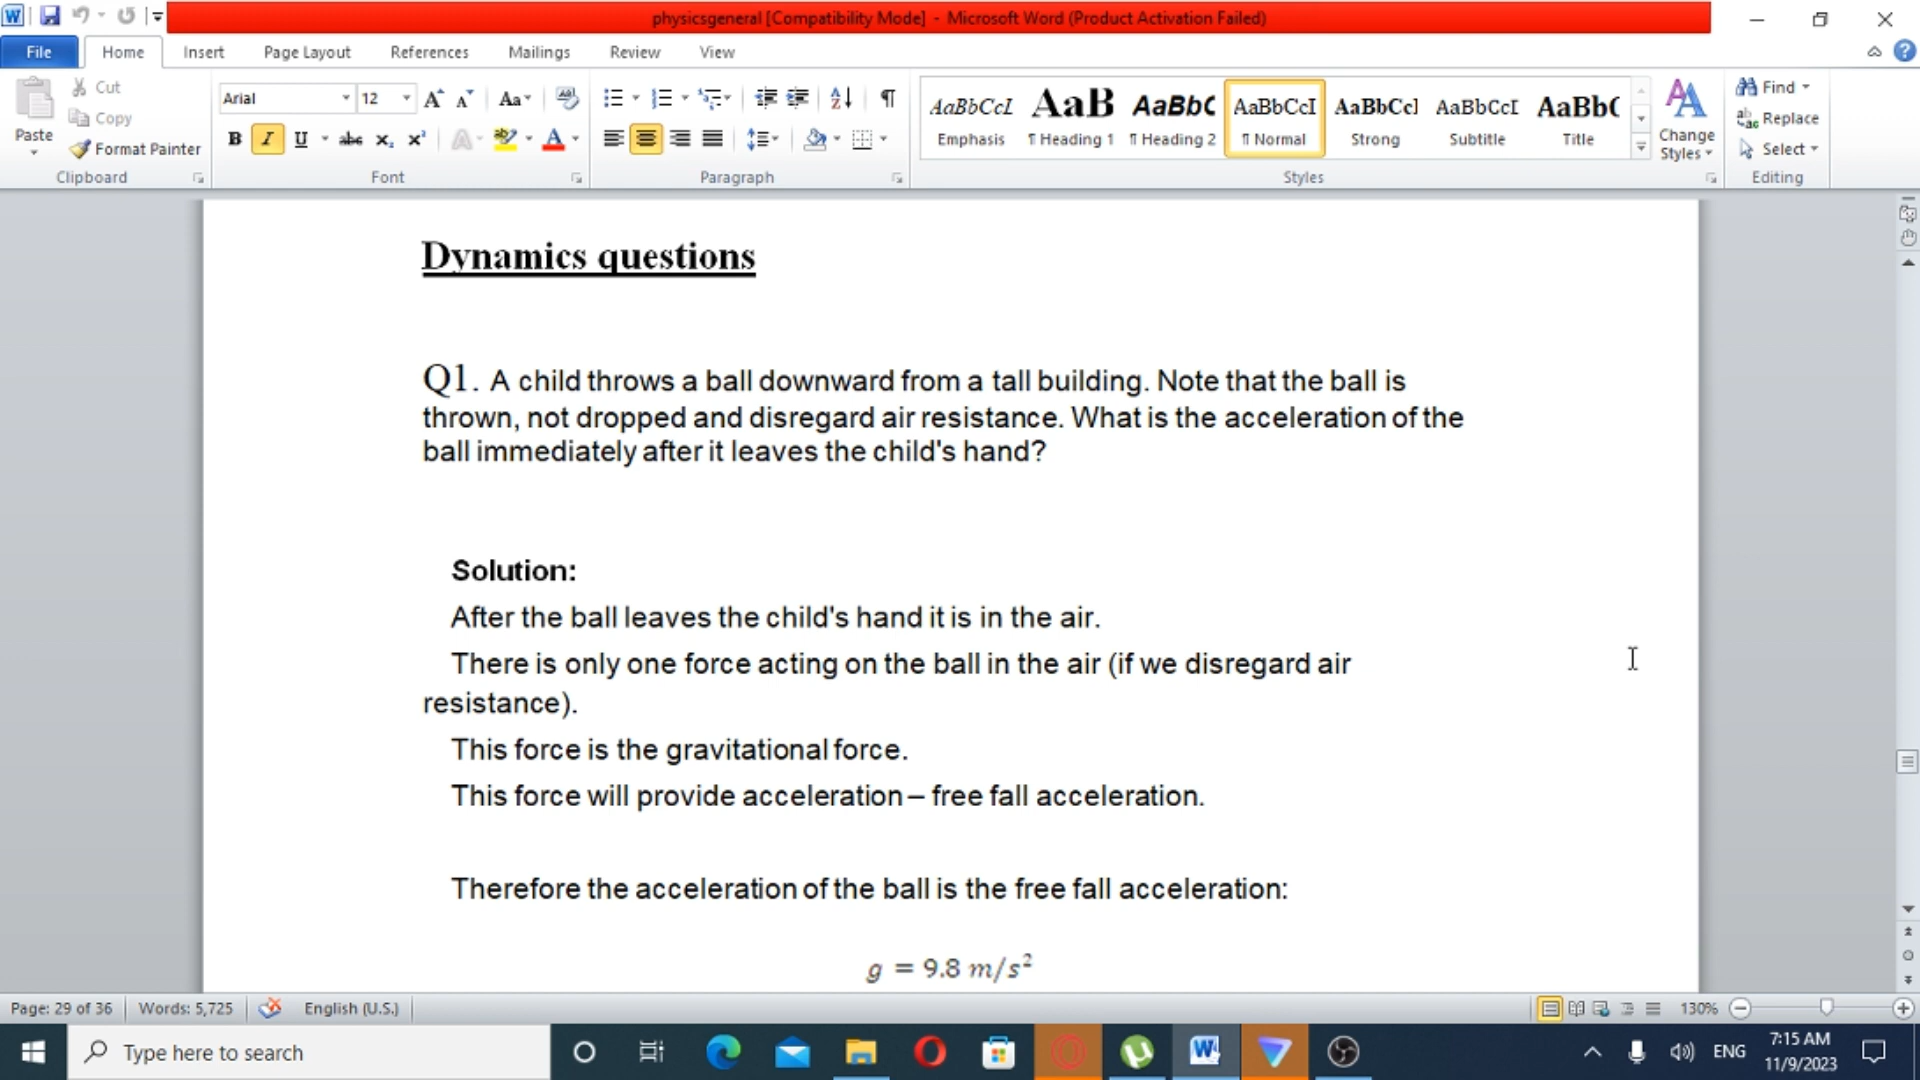 physicsgeneral [Compatibility Mode] - Microsoft Word (Product Activation Failed)
File Home Insert Page Layout References Mailings Review View
Paste
Cut
Copy
Format Painter
Clipboard
Arial 12
Font
Paragraph
AaBbCcI AaB AaBbC AaBbCcI AaBbCcl AaBbCcI AaBb(
Emphasis ¶ Heading 1 ¶ Heading 2 ¶ Normal Strong Subtitle Title
Styles
Change Styles
Find
Replace
Select
Editing
Dynamics questions
Q1. A child throws a ball downward from a tall building. Note that the ball is
thrown, not dropped and disregard air resistance. What is the acceleration of the
ball immediately after it leaves the child's hand?
Solution:
After the ball leaves the child's hand it is in the air.
There is only one force acting on the ball in the air (if we disregard air
resistance).
This force is the gravitational force.
This force will provide acceleration – free fall acceleration.
Therefore the acceleration of the ball is the free fall acceleration:
g = 9.8 m/s²
Page: 29 of 36 Words: 5,725 English (U.S.) 130%
Type here to search
ENG
7:15 AM
11/9/2023